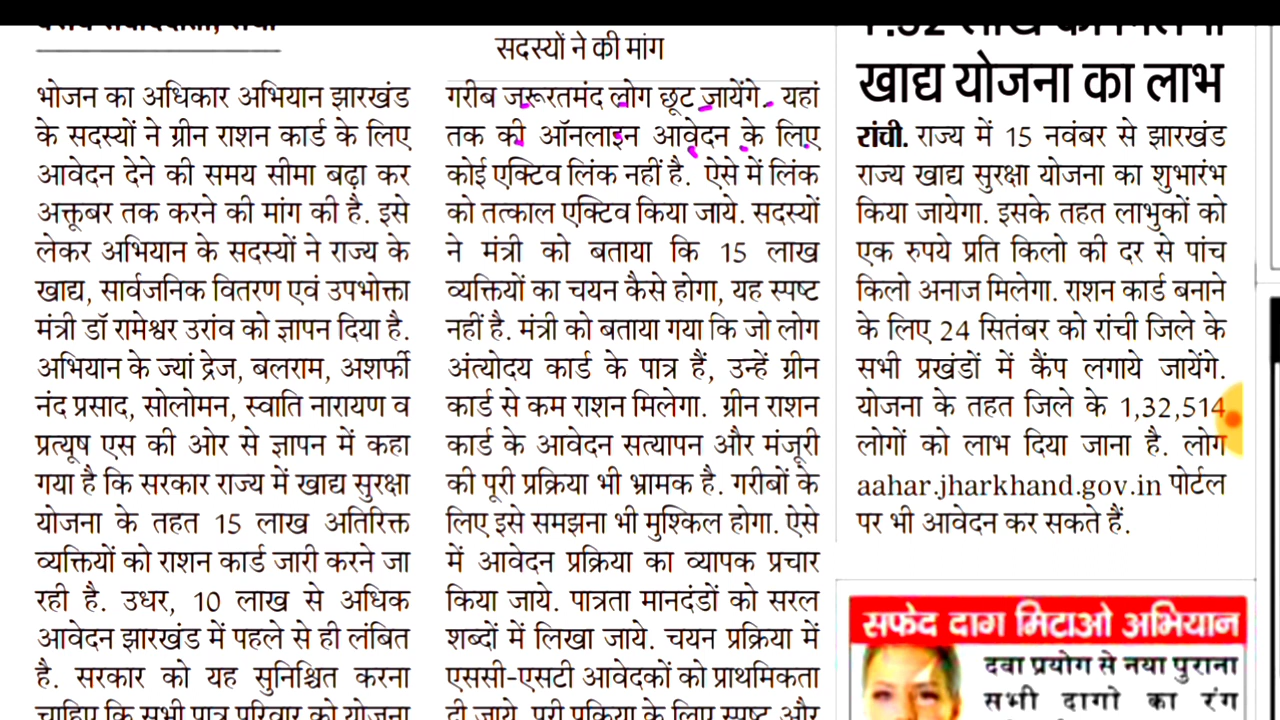 सदस्यों ने की मांग
भोजन का अधिकार अभियान झारखंड
के सदस्यों ने ग्रीन राशन कार्ड के लिए
आवेदन देने की समय सीमा बढ़ा कर
अक्तूबर तक करने की मांग की है. इसे
लेकर अभियान के सदस्यों ने राज्य के
खाद्य, सार्वजनिक वितरण एवं उपभोक्ता
मंत्री डॉ रामेश्वर उरांव को ज्ञापन दिया है.
अभियान के ज्यां द्रेज, बलराम, अशर्फी
नंद प्रसाद, सोलोमन, स्वाति नारायण व
प्रत्यूष एस की ओर से ज्ञापन में कहा
गया है कि सरकार राज्य में खाद्य सुरक्षा
योजना के तहत 15 लाख अतिरिक्त
व्यक्तियों को राशन कार्ड जारी करने जा
रही है. उधर, 10 लाख से अधिक
आवेदन झारखंड में पहले से ही लंबित
है. सरकार को यह सुनिश्चित करना
चाहिए कि सभी पात्र परिवार को योजना
गरीब जरूरतमंद लोग छूट जायेंगे. यहां
तक की ऑनलाइन आवेदन के लिए
कोई एक्टिव लिंक नहीं है. ऐसे में लिंक
को तत्काल एक्टिव किया जाये. सदस्यों
ने मंत्री को बताया कि 15 लाख
व्यक्तियों का चयन कैसे होगा, यह स्पष्ट
नहीं है. मंत्री को बताया गया कि जो लोग
अंत्योदय कार्ड के पात्र हैं, उन्हें ग्रीन
कार्ड से कम राशन मिलेगा. ग्रीन राशन
कार्ड के आवेदन सत्यापन और मंजूरी
की पूरी प्रक्रिया भी भ्रामक है. गरीबों के
लिए इसे समझना भी मुश्किल होगा. ऐसे
में आवेदन प्रक्रिया का व्यापक प्रचार
किया जाये. पात्रता मानदंडों को सरल
शब्दों में लिखा जाये. चयन प्रक्रिया में
एससी-एसटी आवेदकों को प्राथमिकता
दी जाये. पूरी प्रक्रिया के लिए स्पष्ट और
खाद्य योजना का लाभ
रांची. राज्य में 15 नवंबर से झारखंड
राज्य खाद्य सुरक्षा योजना का शुभारंभ
किया जायेगा. इसके तहत लाभुकों को
एक रुपये प्रति किलो की दर से पांच
किलो अनाज मिलेगा. राशन कार्ड बनाने
के लिए 24 सितंबर को रांची जिले के
सभी प्रखंडों में कैंप लगाये जायेंगे.
योजना के तहत जिले के 1,32,514
लोगों को लाभ दिया जाना है. लोग
aahar.jharkhand.gov.in पोर्टल
पर भी आवेदन कर सकते हैं.
सफेद दाग मिटाओ अभियान
दवा प्रयोग से नया पुराना
सभी दागो का रंग